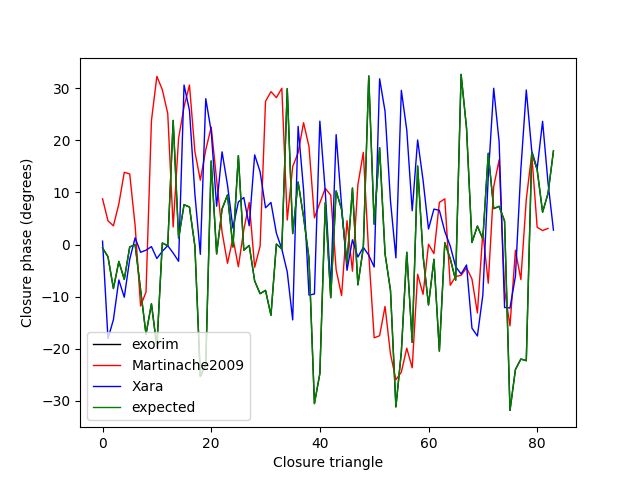 Closure phase (degrees)
30
20
10
0
−10
−20
−30
exorim
Martinache2009
Xara
expected
0
20
40
60
80
Closure triangle